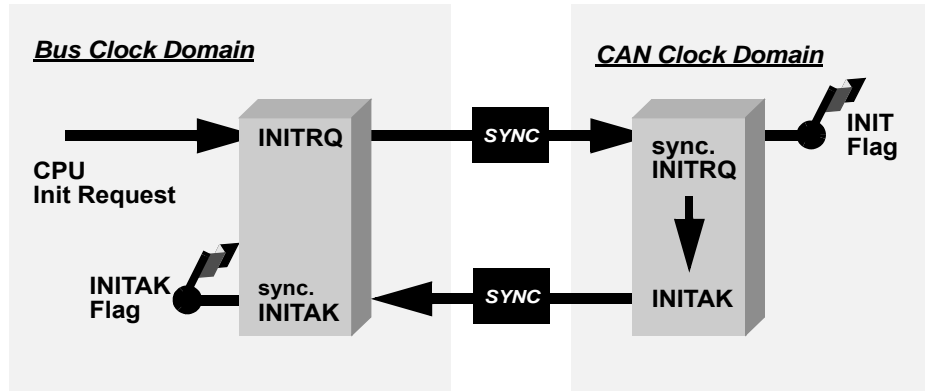 Bus Clock Domain
CAN Clock Domain
CPU
Init Request
INITRQ
SYNC
sync.
INITRQ
INIT
Flag
INITAK
Flag
sync.
INITAK
SYNC
INITAK